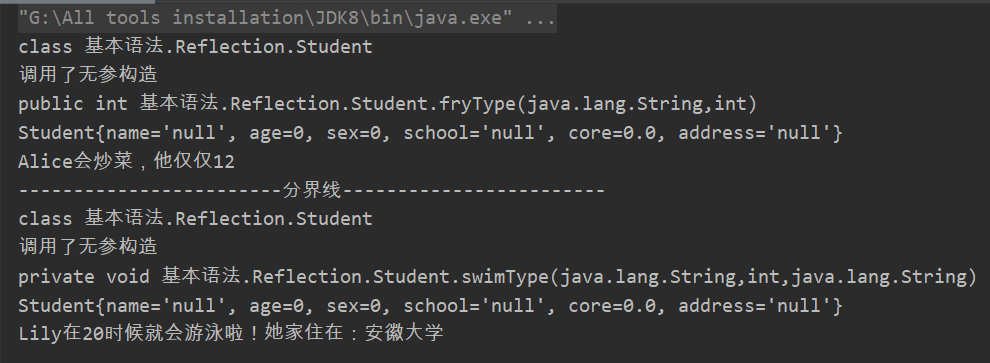 "G:\All tools installation\JDK8\bin\java.exe" ...
class 基本语法.Reflection.Student
调用了无参构造
public int 基本语法.Reflection.Student.fryType(java.lang.String,int)
Student{name='null', age=0, sex=0, school='null', core=0.0, address='null'}
Alice会炒菜，他仅仅12
------------------------分界线------------------------
class 基本语法.Reflection.Student
调用了无参构造
private void 基本语法.Reflection.Student.swimType(java.lang.String,int,java.lang.String)
Student{name='null', age=0, sex=0, school='null', core=0.0, address='null'}
Lily在20时候就会游泳啦！她家住在：安徽大学